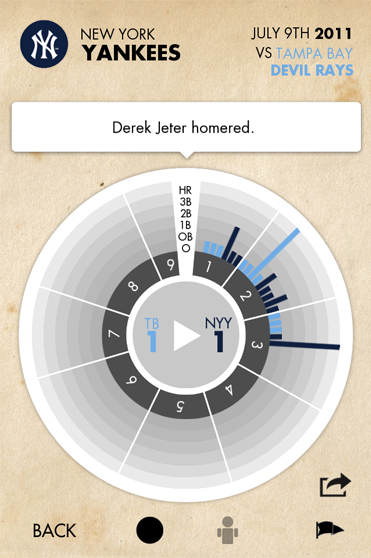 NEW YORK
YANKEES
JULY 9TH 2011
VS TAMPA BAY
DEVIL RAYS
Derek Jeter homered.
HR
3B
2B
1B
OB
O
1
2
3
4
5
6
7
8
9
TB
1
NYY
1
BACK